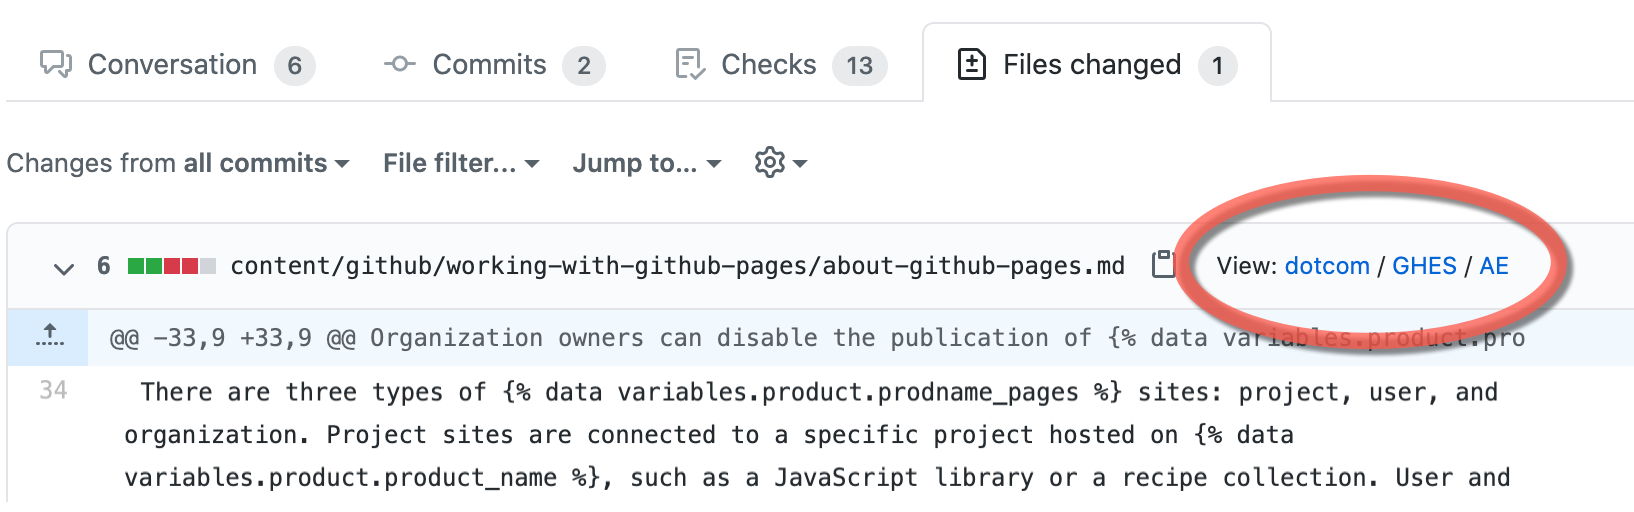 Conversation 6 Commits 2 Checks 13 Files changed 1
Changes from all commits File filter... Jump to...
6 content/github/working-with-github-pages/about-github-pages.md View: dotcom / GHES / AE
@@ -33,9 +33,9 @@ Organization owners can disable the publication of {% data variables.product.pro
34 There are three types of {% data variables.product.prodname_pages %} sites: project, user, and
organization. Project sites are connected to a specific project hosted on {% data
variables.product.product_name %}, such as a JavaScript library or a recipe collection. User and